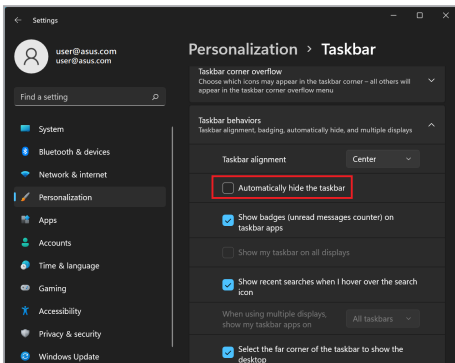 Settings
user@asus.com
user@asus.com
Find a setting
System
Bluetooth & devices
Network & internet
Personalization
Apps
Accounts
Time & language
Gaming
Accessibility
Privacy & security
Windows Update
Personalization > Taskbar
Taskbar corner overflow
Choose which icons may appear in the taskbar corner – all others will
appear in the taskbar corner overflow menu
Taskbar behaviors
Taskbar alignment, badging, automatically hide, and multiple displays
Taskbar alignment
Center
Automatically hide the taskbar
Show badges (unread messages counter) on
taskbar apps
Show my taskbar on all displays
Show recent searches when I hover over the search
icon
When using multiple displays,
show my taskbar apps on
All taskbars
Select the far corner of the taskbar to show the
desktop